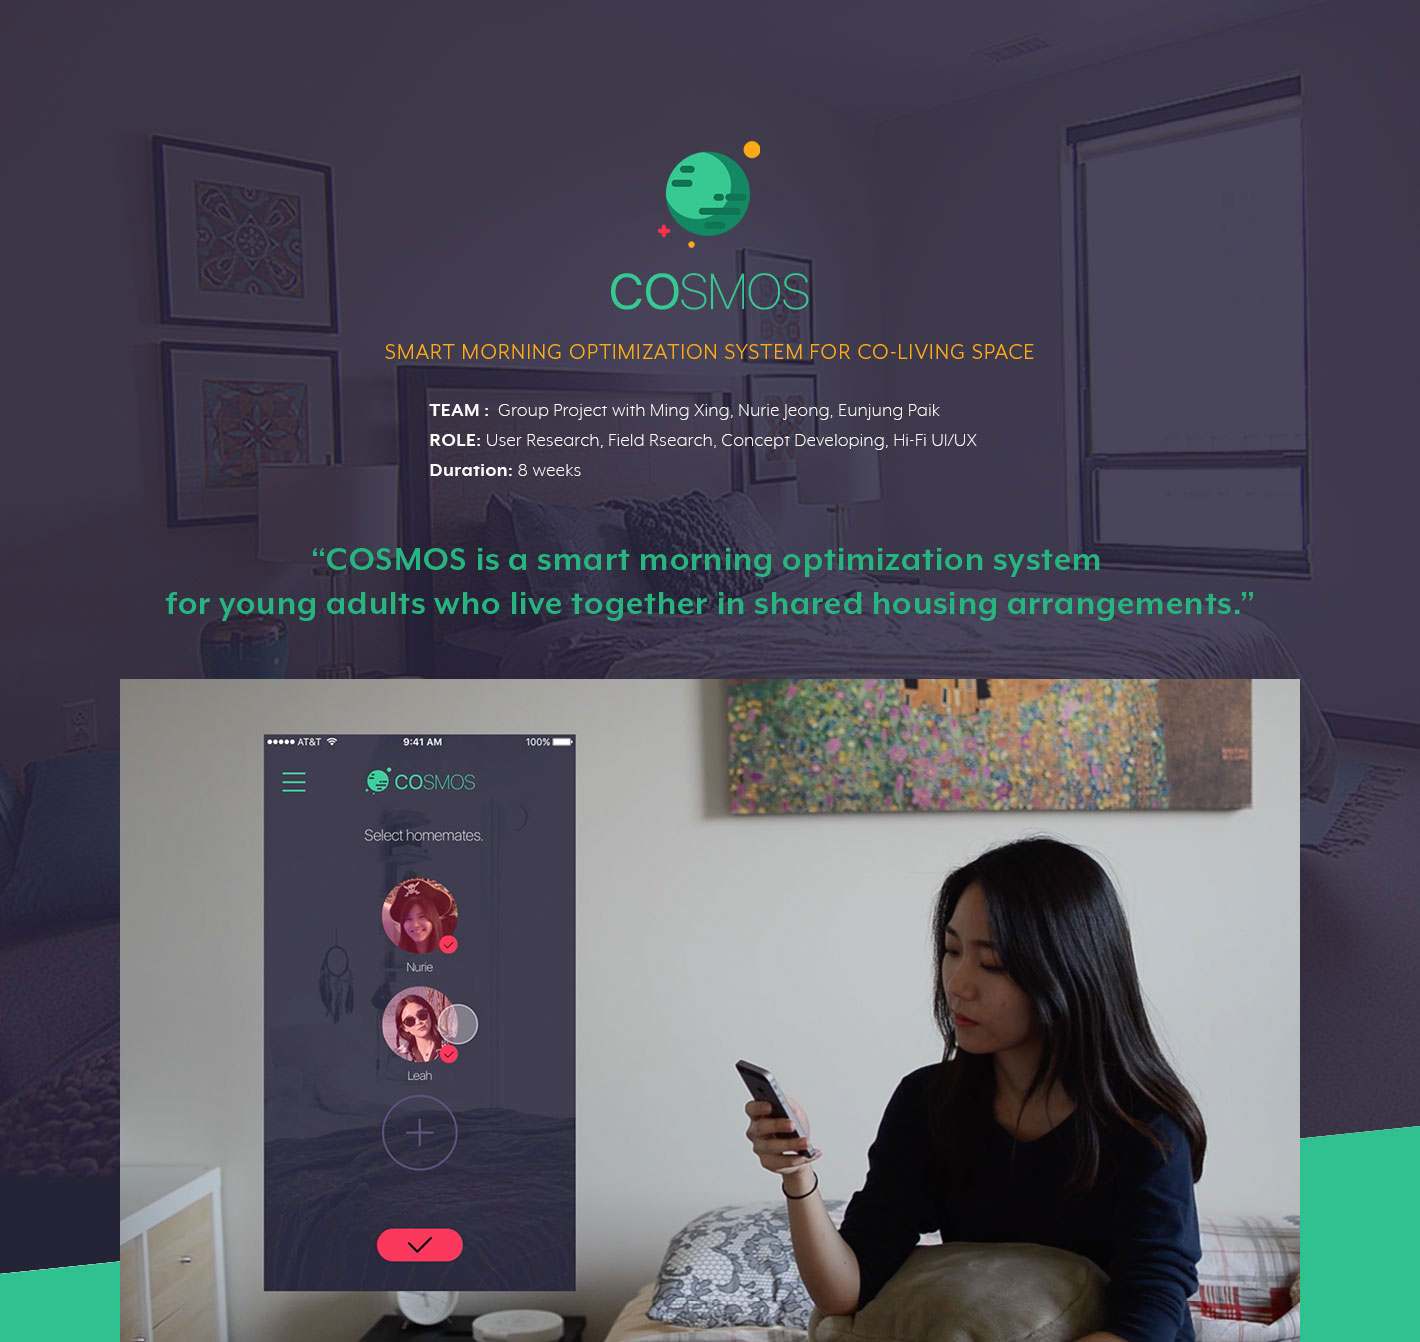 COSMOS
SMART MORNING OPTIMIZATION SYSTEM FOR CO-LIVING SPACE
TEAM : Group Project with Ming Xing, Nurie Jeong, Eunjung Paik
ROLE: User Research, Field Rsearch, Concept Developing, Hi-Fi UI/UX
Duration: 8 weeks
“COSMOS is a smart morning optimization system
for young adults who live together in shared housing arrangements.”
AT&T 9:41 AM 100%
COSMOS
Select homemates.
Nurie
Leah